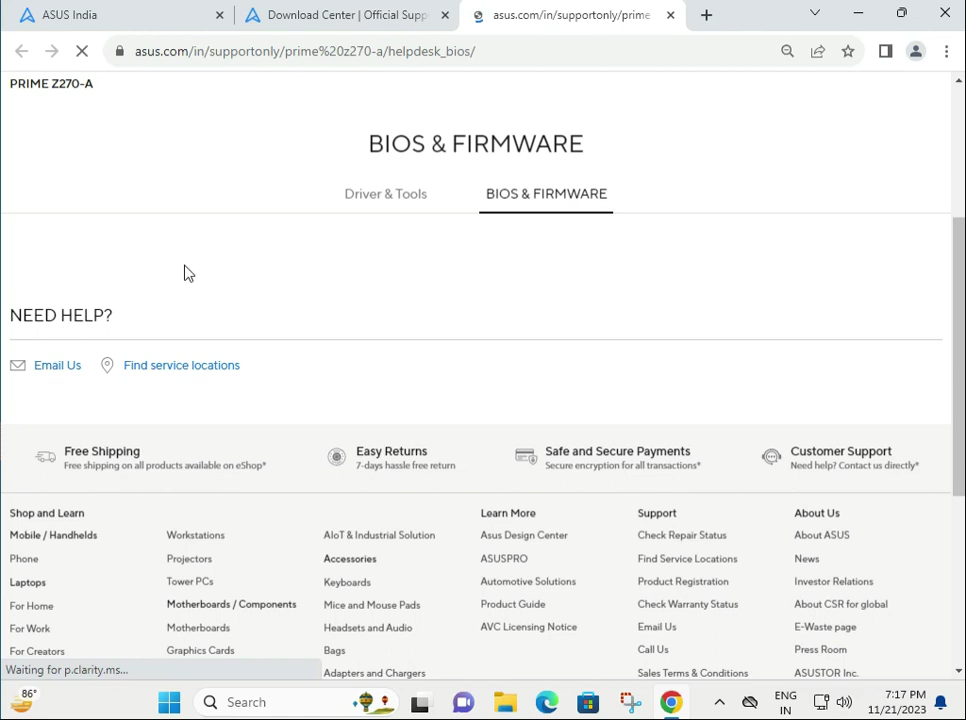 ASUS India
Download Center | Official Supp
asus.com/in/supportonly/prime
asus.com/in/supportonly/prime%20z270-a/helpdesk_bios/
PRIME Z270-A
BIOS & FIRMWARE
Driver & Tools
BIOS & FIRMWARE
NEED HELP?
Email Us
Find service locations
Free Shipping
Free shipping on all products available on eShop*
Easy Returns
7-days hassle free return
Safe and Secure Payments
Secure encryption for all transactions*
Customer Support
Need help? Contact us directly*
Shop and Learn
Mobile / Handhelds
Phone
Laptops
For Home
For Work
For Creators
Workstations
Projectors
Tower PCs
Motherboards / Components
Motherboards
Graphics Cards
AIoT & Industrial Solution
Accessories
Keyboards
Mice and Mouse Pads
Headsets and Audio
Bags
Adapters and Chargers
Learn More
Asus Design Center
ASUSPRO
Automotive Solutions
Product Guide
AVC Licensing Notice
Support
Check Repair Status
Find Service Locations
Product Registration
Check Warranty Status
Email Us
Call Us
Sales Terms & Conditions
About Us
About ASUS
News
Investor Relations
About CSR for global
E-Waste page
Press Room
ASUSTOR Inc.
Waiting for p.clarity.ms...
86°
Search
ENG
IN
7:17 PM
11/21/2023